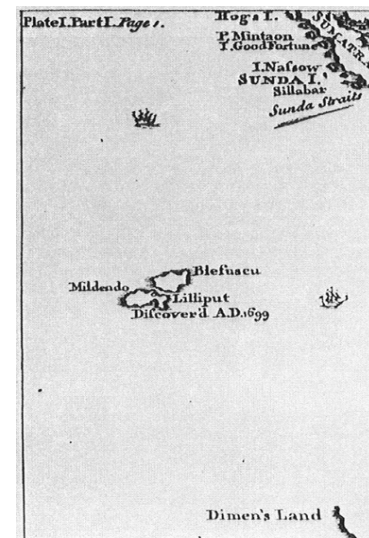 Plate I. Part I. Page 1.
Hog's I.
SUMATRA
P. Mintaon
I. Good Fortune
I. Nassow
SUNDA I.
Sillabar
Sunda Straits
Blefuscu
Mildendo
Lilliput
Discover'd A.D. 1699
Dimen's Land